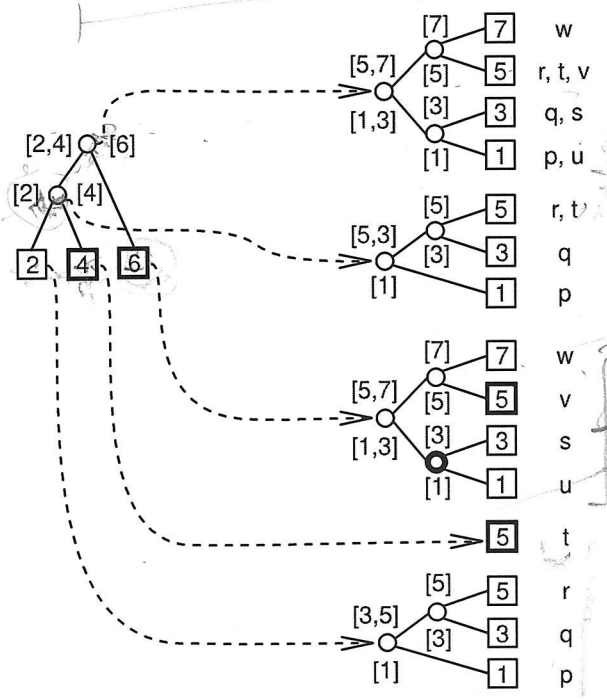 [7] 7 w
[5,7] [5] 5 r, t, v
[1,3] [3] 3 q, s
[1] 1 p, u
[2,4] [6]
[2] [4]
2 4 6
[5] 5 r, t
[5,3] [3] 3 q
[1] 1 p
[7] 7 w
[5,7] [5] 5 v
[1,3] [3] 3 s
[1] 1 u
5 t
[5] 5 r
[3,5] [3] 3 q
[1] 1 p